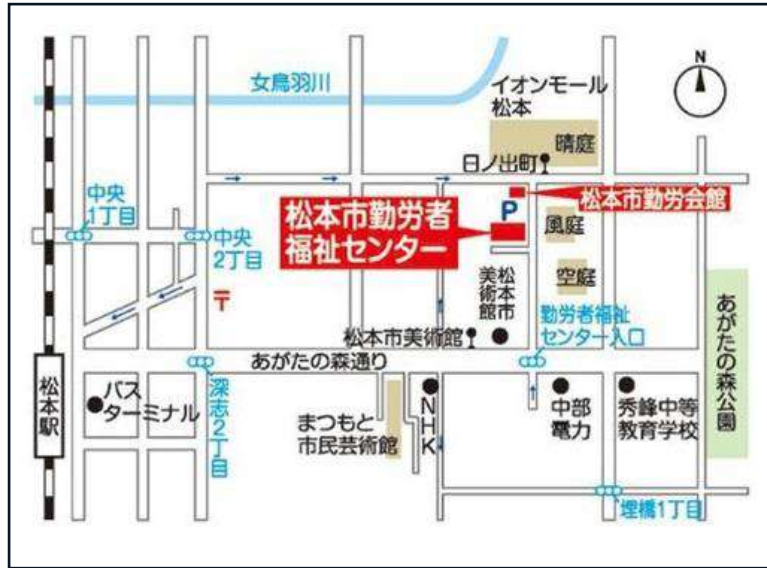 女鳥羽川
イオンモール
松本
晴庭
日ノ出町
N
中央
1丁目
中央
2丁目
松本市勤労者
福祉センター
P
松本市勤労会館
風庭
空庭
松本市
美術館
松本市美術館
勤労者福祉
センター入口
あがたの森通り
あがたの森公園
松本駅
バス
ターミナル
深志2丁目
まつもと
市民芸術館
NHK
中部
電力
秀峰中等
教育学校
埋橋1丁目